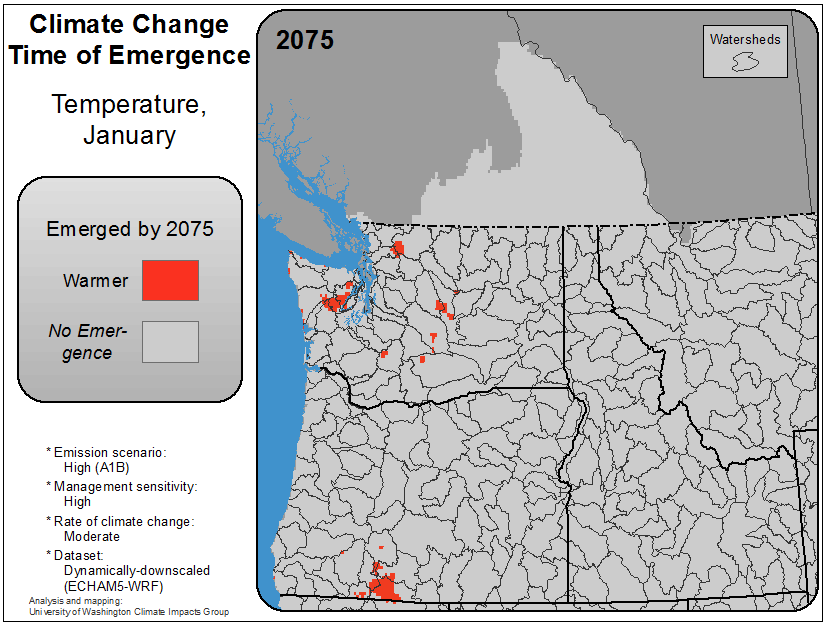 Climate Change
Time of Emergence
Temperature,
January
Emerged by 2075
Warmer
No Emer-
gence
* Emission scenario:
High (A1B)
* Management sensitivity:
High
* Rate of climate change:
Moderate
* Dataset:
Dynamically-downscaled
(ECHAM5-WRF)
Analysis and mapping:
University of Washington Climate Impacts Group
2075
Watersheds